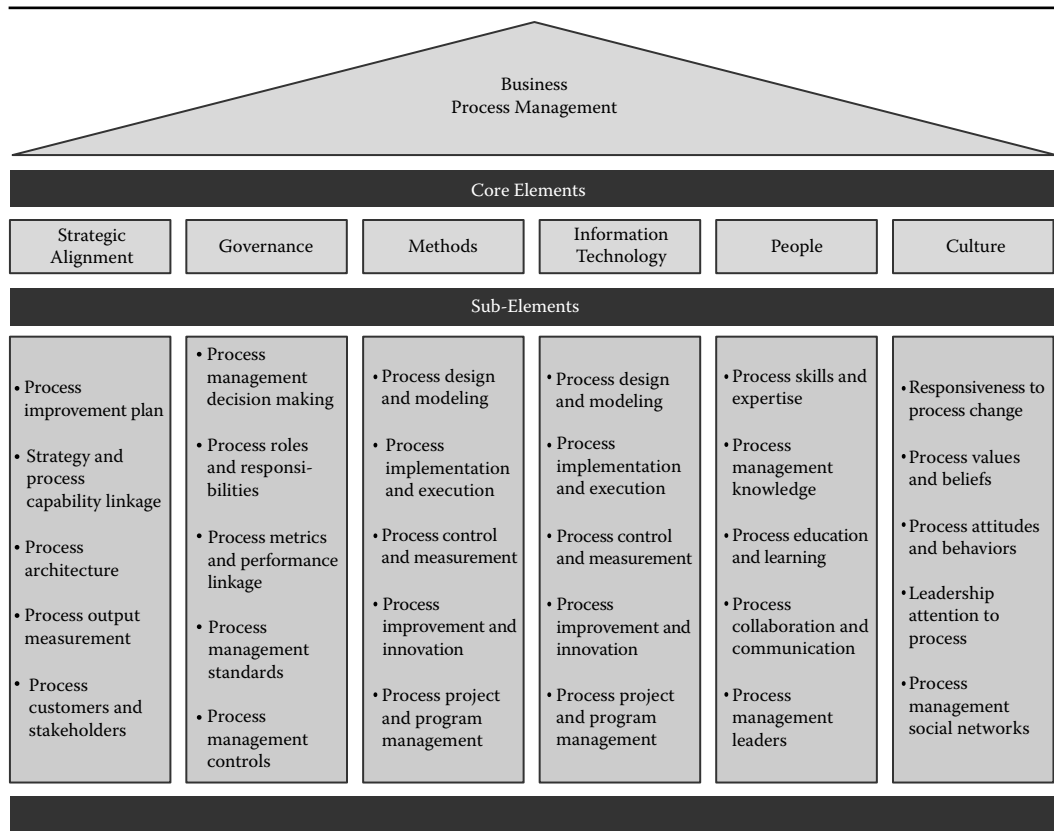 Business
Process Management
Core Elements
Strategic
Alignment
Governance
Methods
Information
Technology
People
Culture
Sub-Elements
• Process
improvement plan
• Strategy and
process
capability linkage
• Process
architecture
• Process output
measurement
• Process
customers and
stakeholders
• Process
management
decision making
• Process roles
and responsi-
bilities
• Process metrics
and performance
linkage
• Process
management
standards
• Process
management
controls
• Process design
and modeling
• Process
implementation
and execution
• Process control
and measurement
• Process
improvement and
innovation
• Process project
and program
management
• Process design
and modeling
• Process
implementation
and execution
• Process control
and measurement
• Process
improvement and
innovation
• Process project
and program
management
• Process skills and
expertise
• Process
management
knowledge
• Process education
and learning
• Process
collaboration and
communication
• Process
management
leaders
• Responsiveness to
process change
• Process values
and beliefs
• Process attitudes
and behaviors
• Leadership
attention to
process
• Process
management
social networks